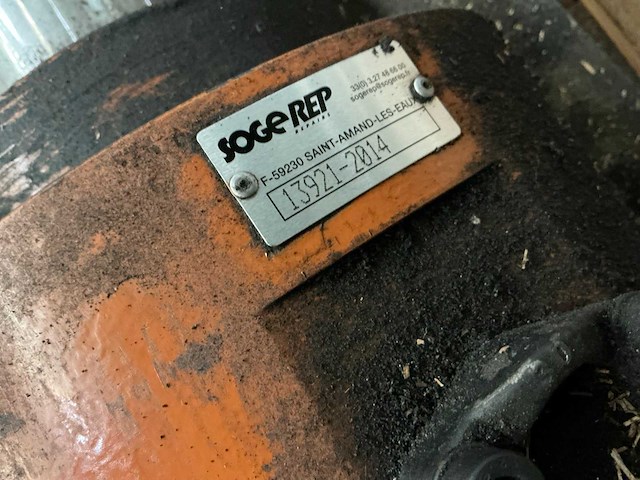 SOGEREP
REPAIRS
33(0) 3.27 48 66 00
sogerep@sogerep.fr
F-59230 SAINT-AMAND-LES-EAUX
13921-2014